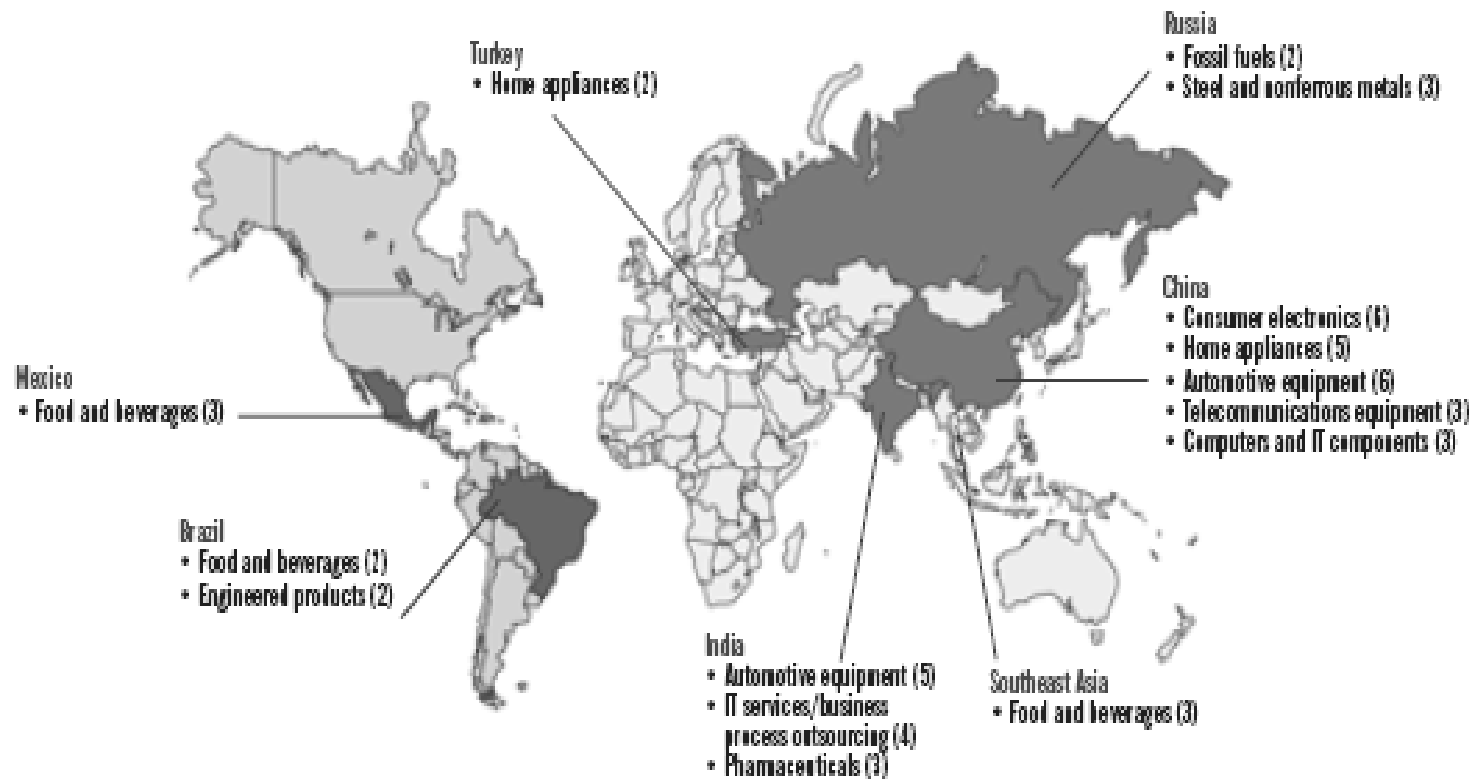 Turkey
• Home appliances (2)
Russia
• Fossil fuels (2)
• Steel and nonferrous metals (3)
China
• Consumer electronics (6)
• Home appliances (5)
• Automotive equipment (6)
• Telecommunications equipment (3)
• Computers and IT components (3)
Mexico
• Food and beverages (3)
Brazil
• Food and beverages (2)
• Engineered products (2)
India
• Automotive equipment (5)
• IT services/business
process outsourcing (4)
• Pharmaceuticals (3)
Southeast Asia
• Food and beverages (3)